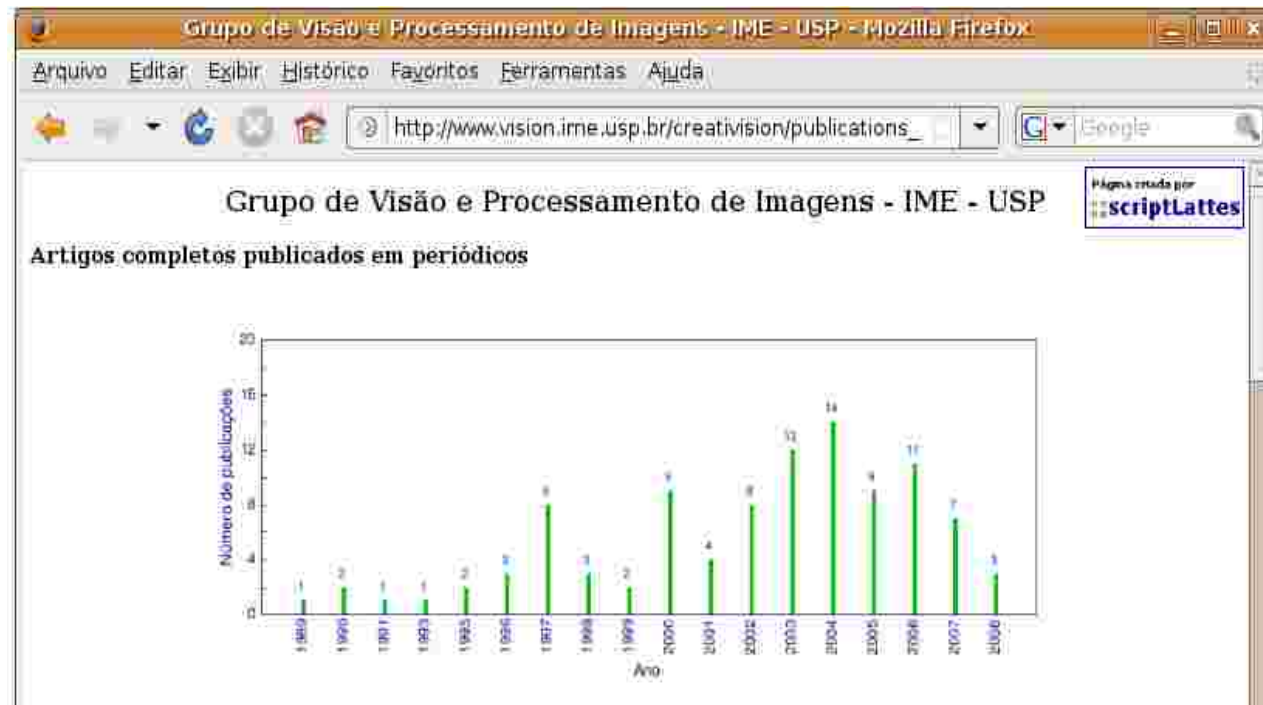 Grupo de Visão e Processamento de Imagens - IME - USP - Mozilla Firefox
Arquivo Editar Exibir Histórico Favoritos Ferramentas Ajuda
http://www.vision.ime.usp.br/creativision/publications_
G Google
Grupo de Visão e Processamento de Imagens - IME - USP
Página criada por
scriptLattes
Artigos completos publicados em periódicos
Número de publicações
20
16
12
8
4
0
1 2 1 1 2 3 8 3 2 9 4 8 12 14 9 11 7 3
1989 1990 1991 1993 1995 1996 1997 1998 1999 2000 2001 2002 2003 2004 2005 2006 2007 2008
Ano